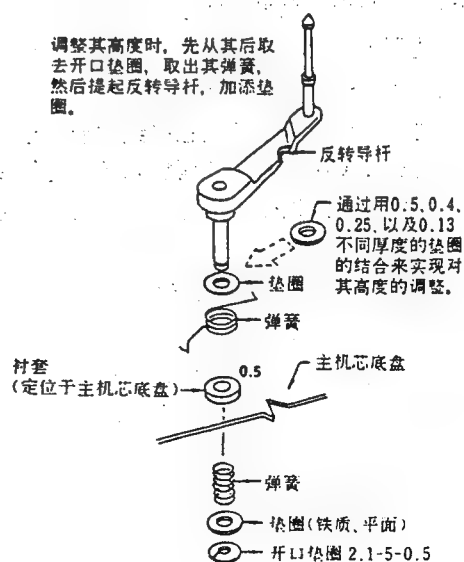 调整其高度时，先从其后取
去开口垫圈，取出其弹簧，
然后提起反转导杆，加添垫
圈。
反转导杆
通过用0.5、0.4、
0.25、以及0.13
不同厚度的垫圈
的结合来实现对
其高度的调整。
垫圈
弹簧
衬套
(定位于主机芯底盘)
0.5
主机芯底盘
弹簧
垫圈(铁质、平面)
开口垫圈 2.1-5-0.5